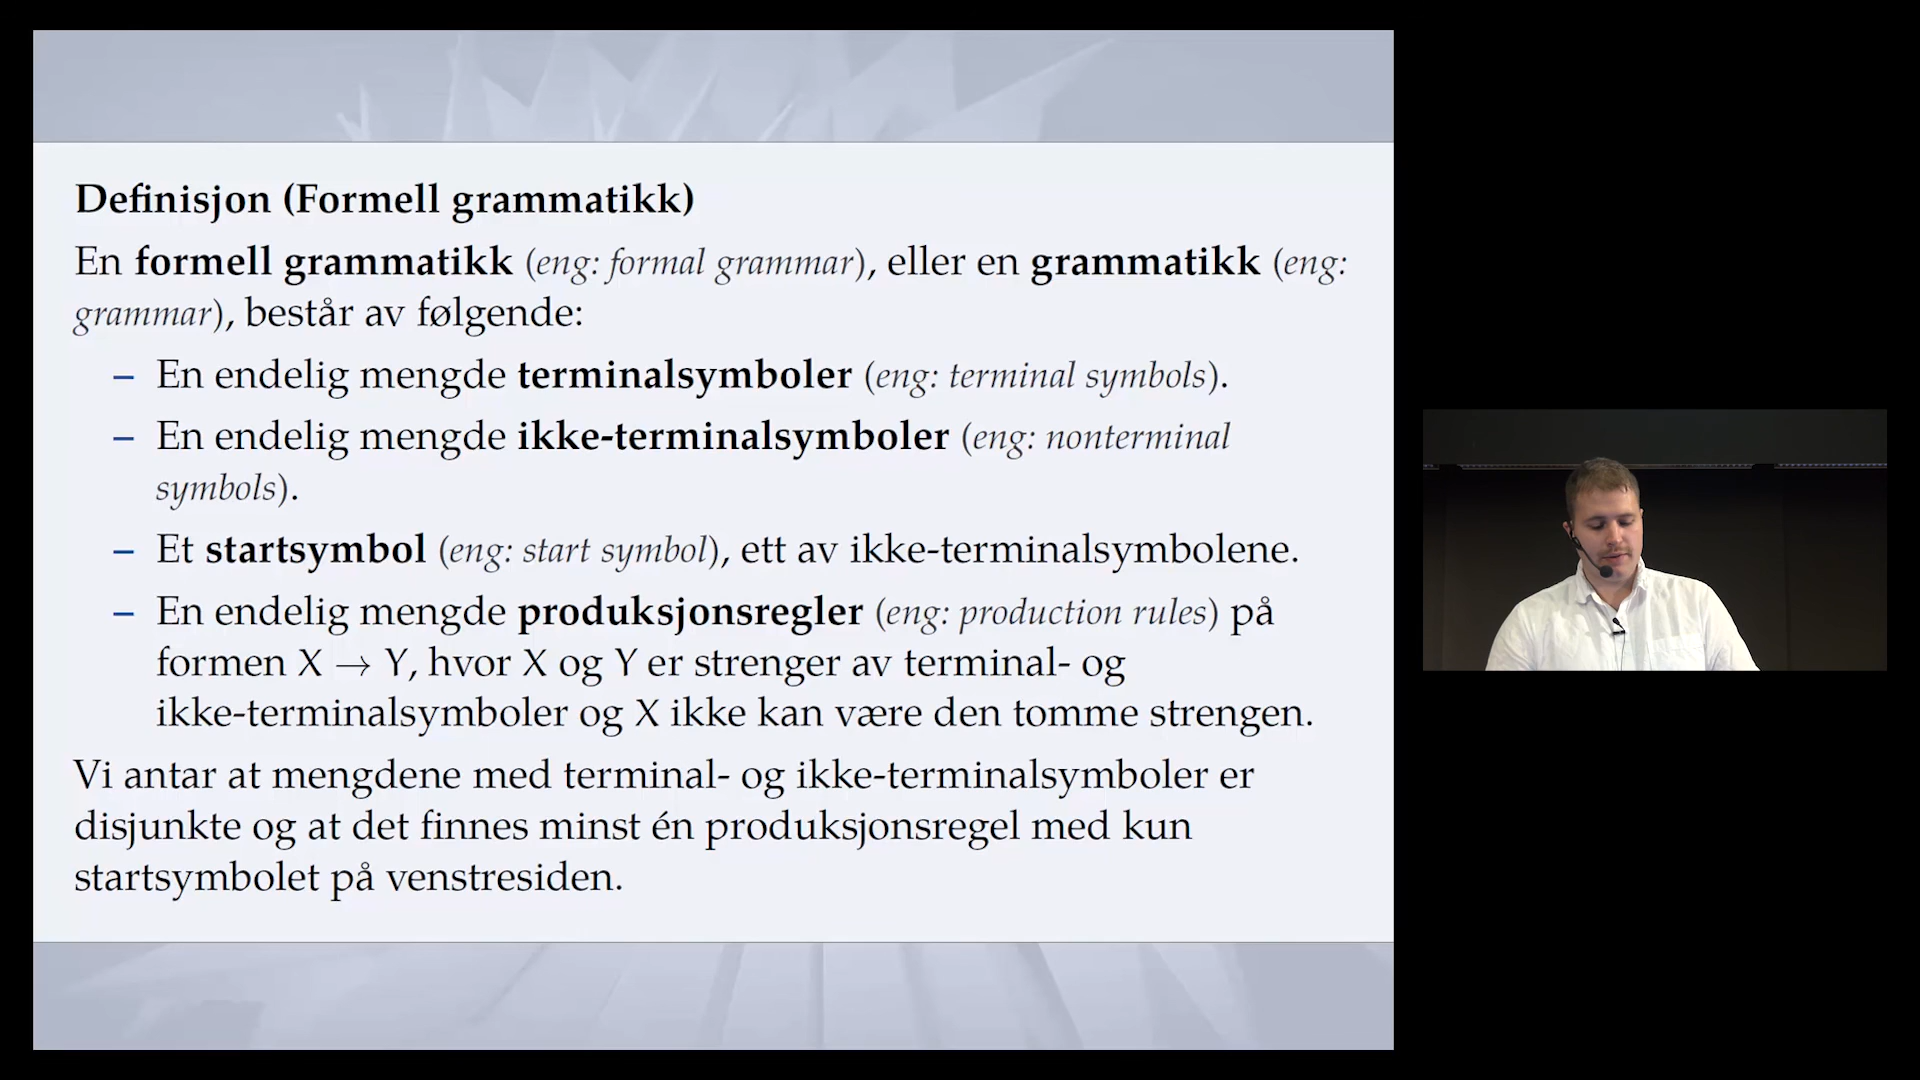 Definisjon (Formell grammatikk)
En formell grammatikk (eng: formal grammar), eller en grammatikk (eng:
grammar), består av følgende:
– En endelig mengde terminalsymboler (eng: terminal symbols).
– En endelig mengde ikke-terminalsymboler (eng: nonterminal
symbols).
– Et startsymbol (eng: start symbol), ett av ikke-terminalsymbolene.
– En endelig mengde produksjonsregler (eng: production rules) på
formen X → Y, hvor X og Y er strenger av terminal- og
ikke-terminalsymboler og X ikke kan være den tomme strengen.
Vi antar at mengdene med terminal- og ikke-terminalsymboler er
disjunkte og at det finnes minst én produksjonsregel med kun
startsymbolet på venstresiden.